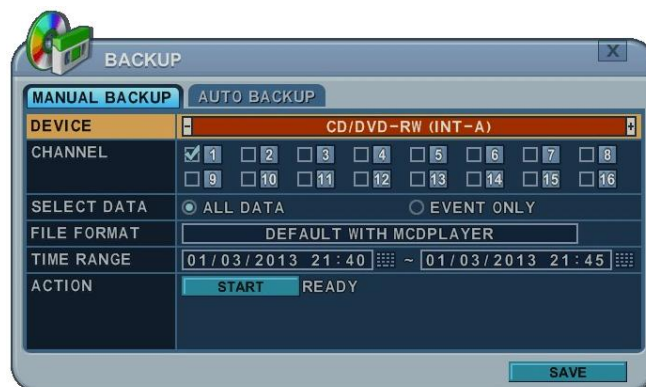 BACKUP
X
MANUAL BACKUP AUTO BACKUP
DEVICE - CD/DVD-RW (INT-A) +
CHANNEL 1 2 3 4 5 6 7 8
9 10 11 12 13 14 15 16
SELECT DATA ALL DATA EVENT ONLY
FILE FORMAT DEFAULT WITH MCDPLAYER
TIME RANGE 01/03/2013 21:40 ~ 01/03/2013 21:45
ACTION START READY
SAVE